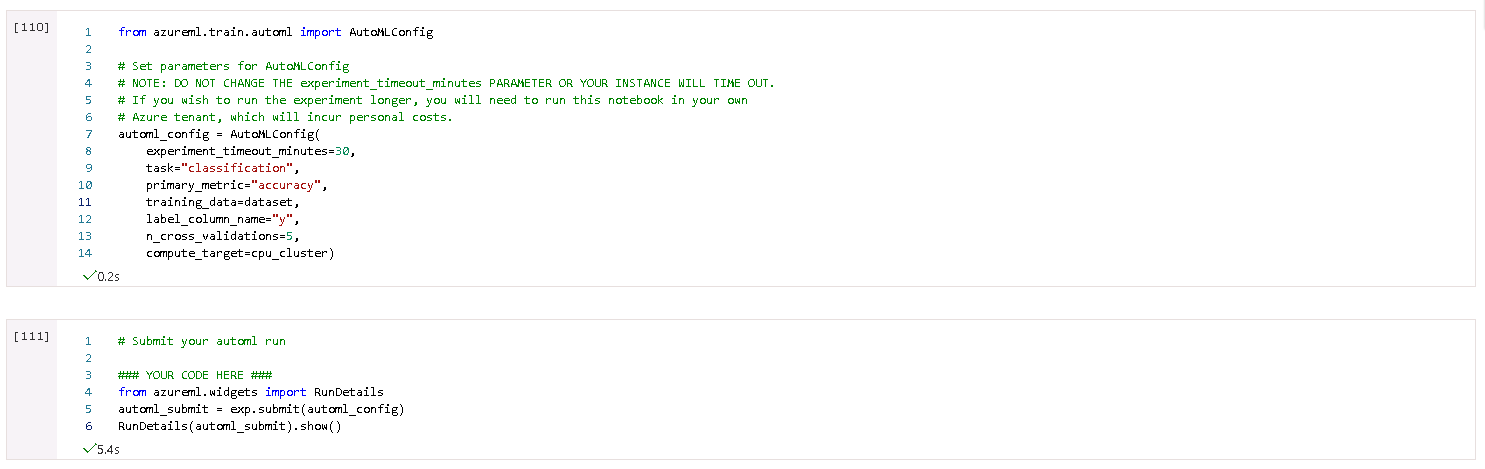 [110]
1 from azureml.train.automl import AutoMLConfig
2
3 # Set parameters for AutoMLConfig
4 # NOTE: DO NOT CHANGE THE experiment_timeout_minutes PARAMETER OR YOUR INSTANCE WILL TIME OUT.
5 # If you wish to run the experiment longer, you will need to run this notebook in your own
6 # Azure tenant, which will incur personal costs.
7 automl_config = AutoMLConfig(
8     experiment_timeout_minutes=30,
9     task="classification",
10     primary_metric="accuracy",
11     training_data=dataset,
12     label_column_name="y",
13     n_cross_validations=5,
14     compute_target=cpu_cluster)
✓0.2s
[111]
1 # Submit your automl run
2
3 ### YOUR CODE HERE ###
4 from azureml.widgets import RunDetails
5 automl_submit = exp.submit(automl_config)
6 RunDetails(automl_submit).show()
✓5.4s